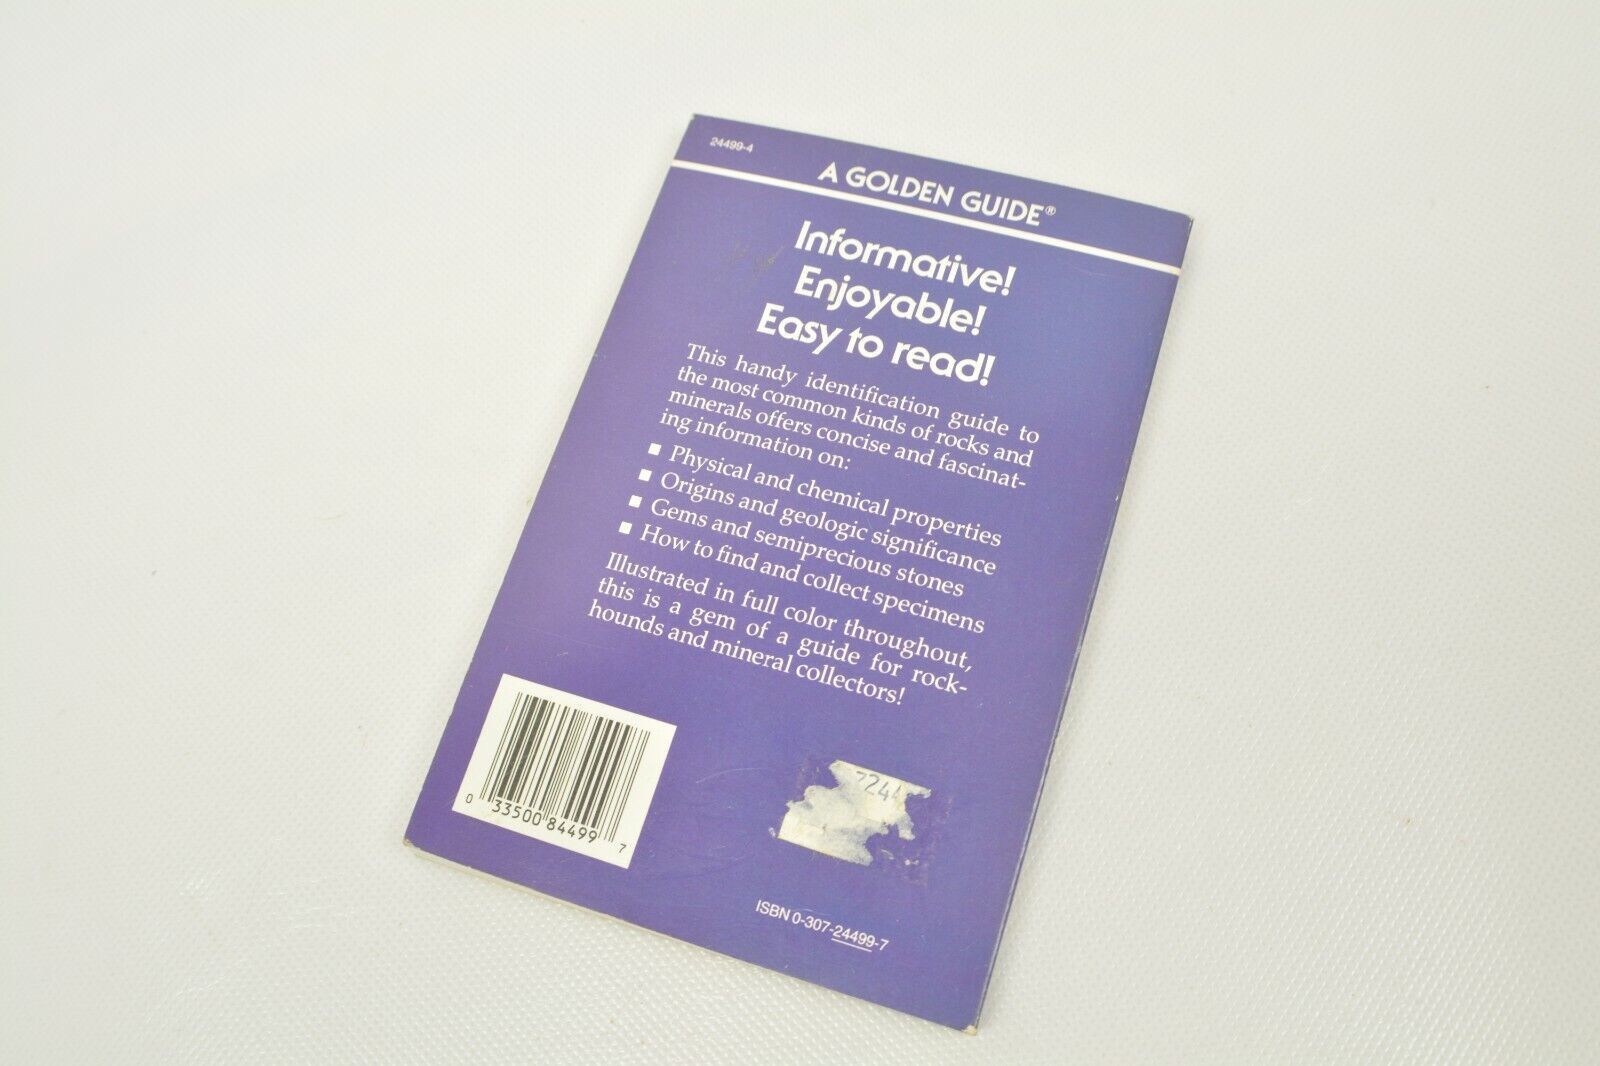 24499-4
A GOLDEN GUIDE®
Informative!
Enjoyable!
Easy to read!
This handy identification guide to
the most common kinds of rocks and
minerals offers concise and fascinat-
ing information on:
■ Physical and chemical properties
■ Origins and geologic significance
■ Gems and semiprecious stones
■ How to find and collect specimens
Illustrated in full color throughout,
this is a gem of a guide for rock-
hounds and mineral collectors!
0 33500 84499 7
ISBN 0-307-24499-7